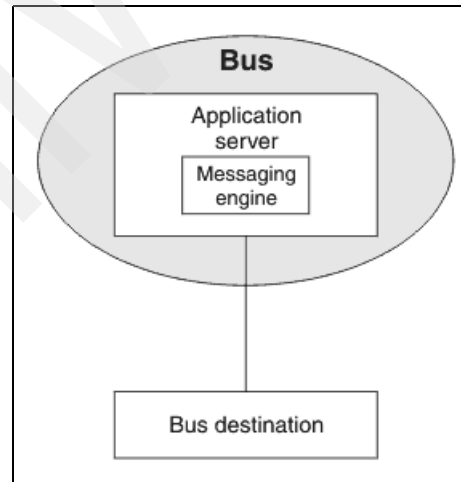 Bus
Application
server
Messaging
engine
Bus destination